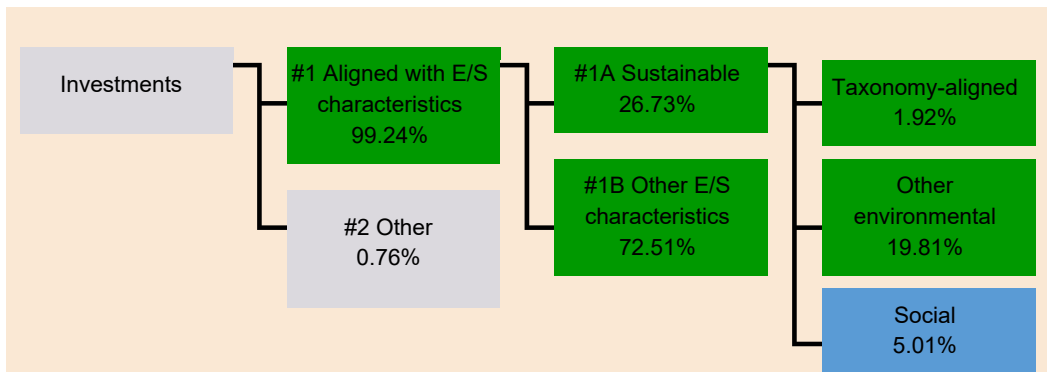 Investments
#1 Aligned with E/S
characteristics
99.24%
#2 Other
0.76%
#1A Sustainable
26.73%
#1B Other E/S
characteristics
72.51%
Taxonomy-aligned
1.92%
Other
environmental
19.81%
Social
5.01%